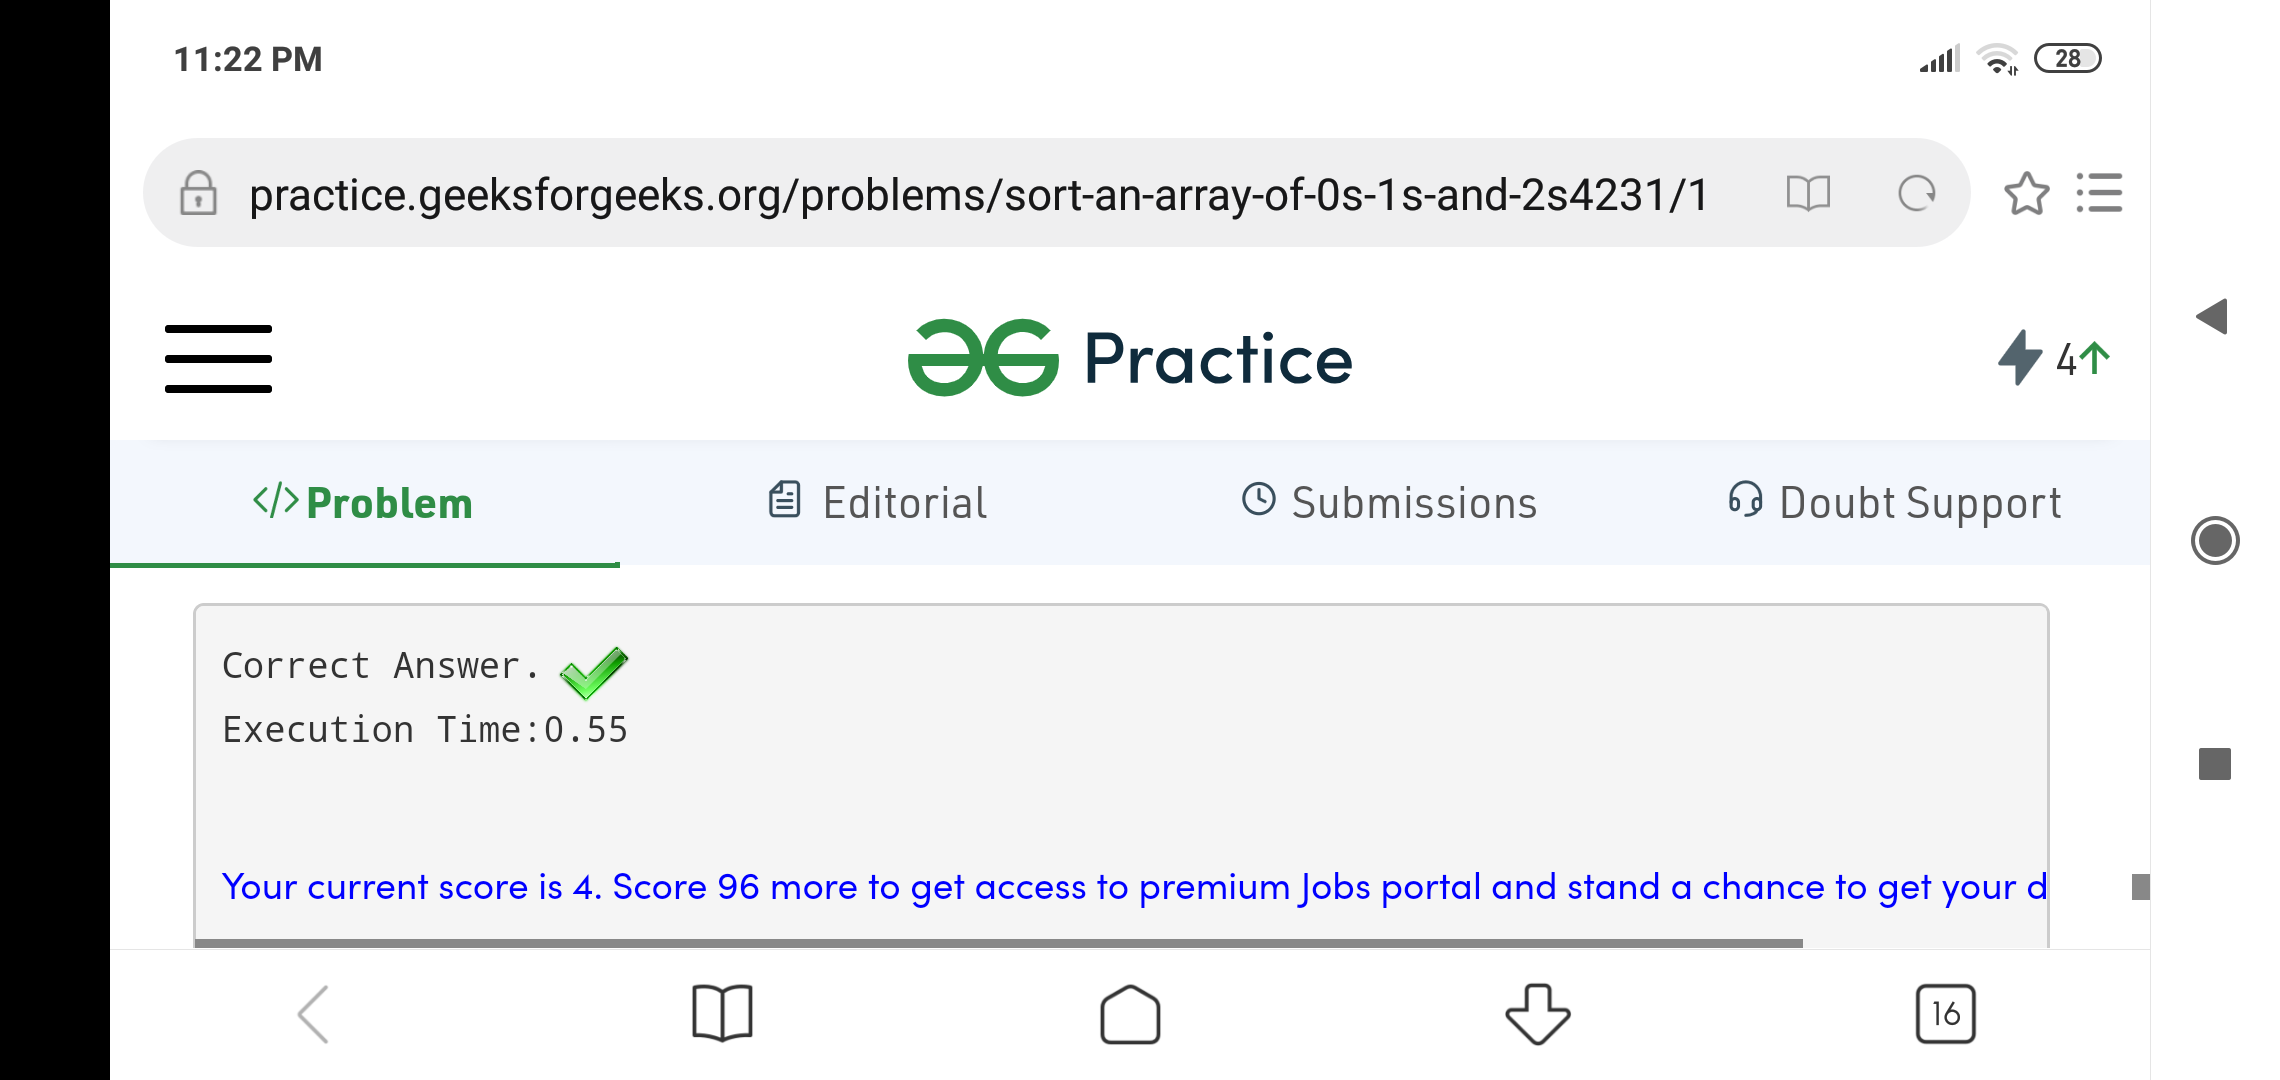 11:22 PM
28
practice.geeksforgeeks.org/problems/sort-an-array-of-0s-1s-and-2s4231/1
Practice
4
</>Problem
Editorial
Submissions
Doubt Support
Correct Answer.
Execution Time:0.55
Your current score is 4. Score 96 more to get access to premium Jobs portal and stand a chance to get your d
16